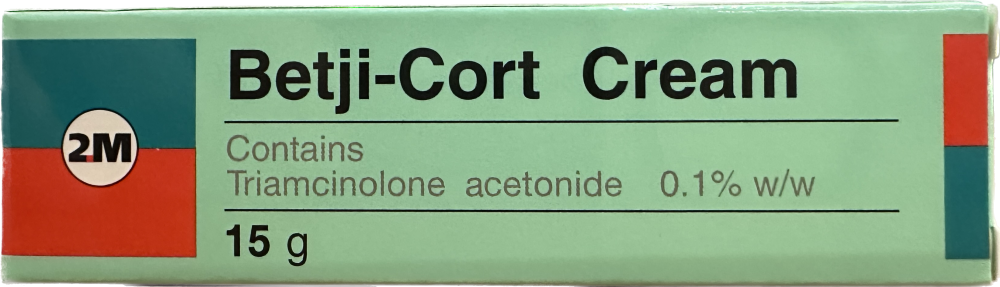 2M
Betji-Cort Cream
Contains
Triamcinolone acetonide 0.1% w/w
15 g